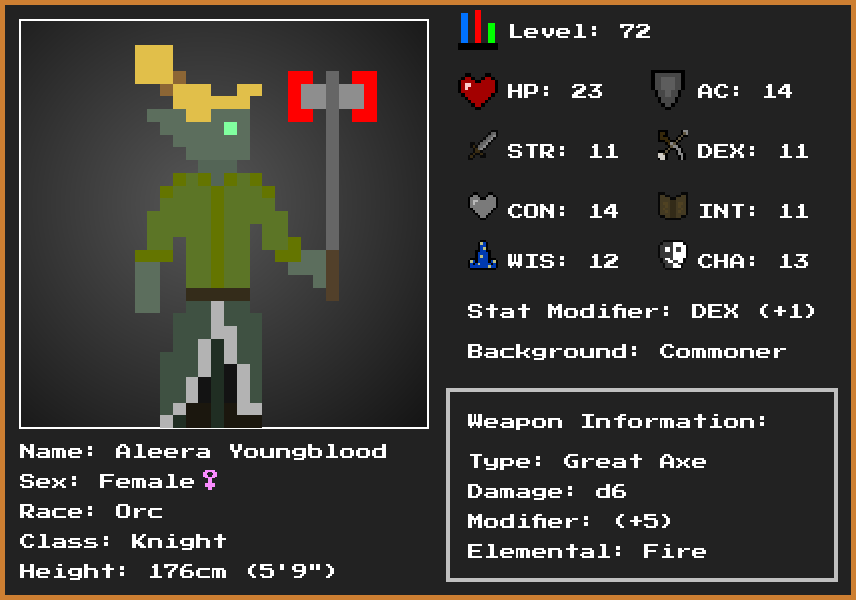 Level: 72
HP: 23
AC: 14
STR: 11
DEX: 11
CON: 14
INT: 11
WIS: 12
CHA: 13
Stat Modifier: DEX (+1)
Background: Commoner
Weapon Information:
Type: Great Axe
Damage: d6
Modifier: (+5)
Elemental: Fire
Name: Aleera Youngblood
Sex: Female♀
Race: Orc
Class: Knight
Height: 176cm (5'9")